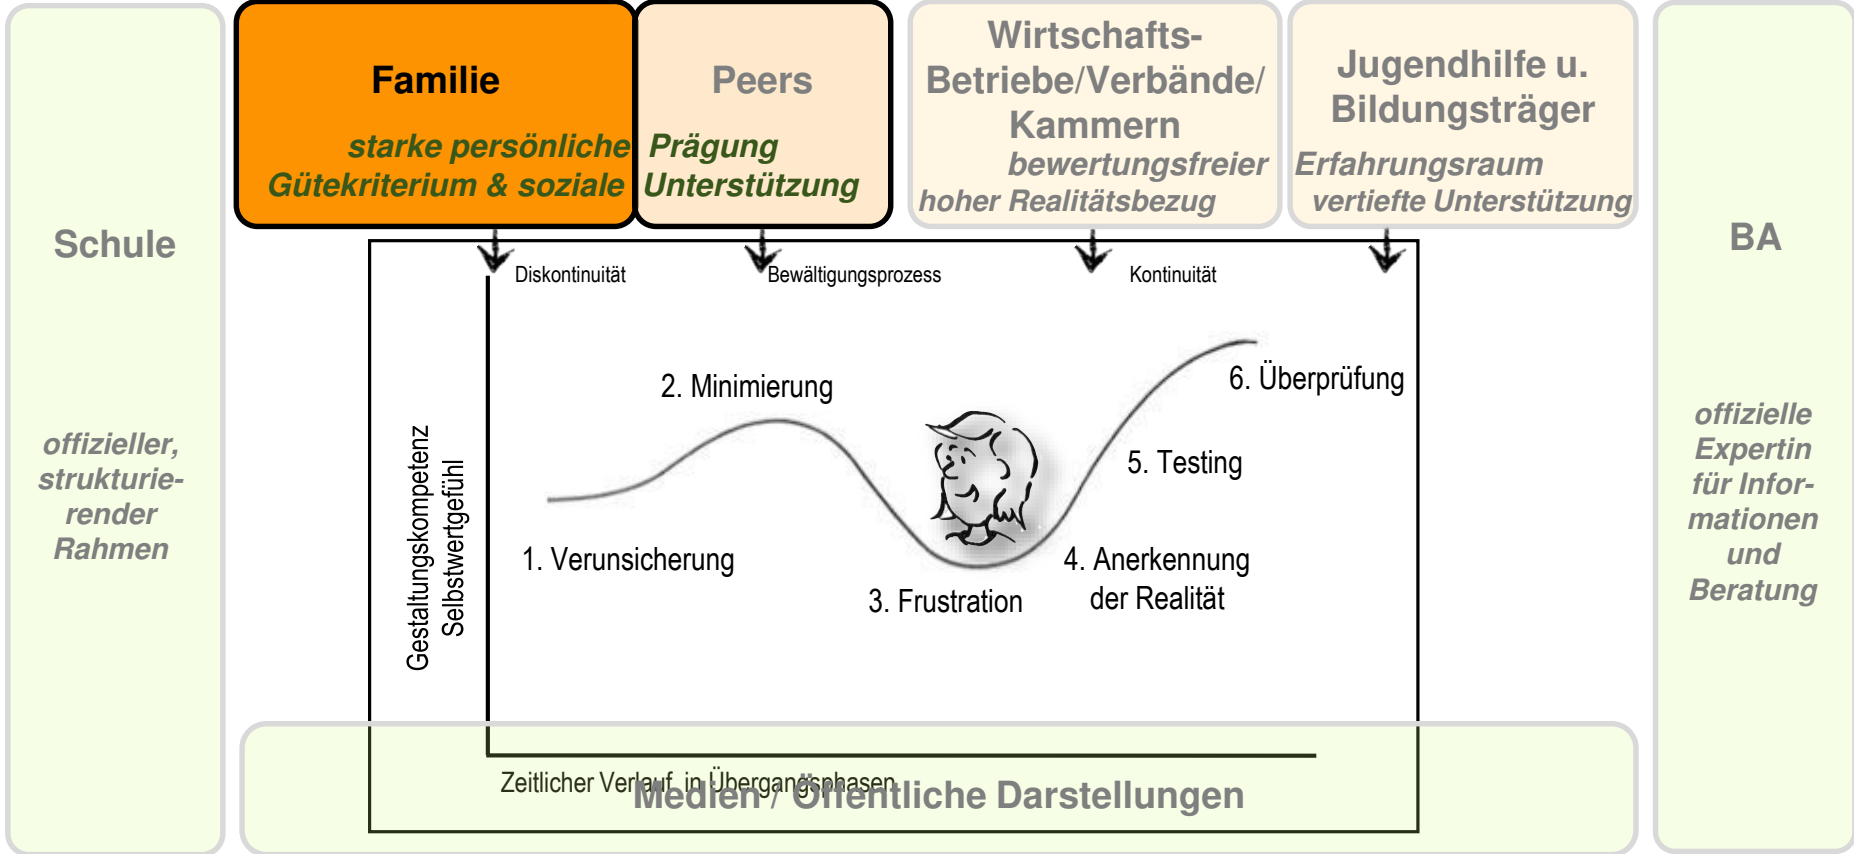 Schule
offizieller,
strukturie-
render
Rahmen
Familie
Peers
starke persönliche Prägung
Gütekriterium & soziale Unterstützung
Wirtschafts-
Betriebe/Verbände/
Kammern
Jugendhilfe u.
Bildungsträger
bewertungsfreier Erfahrungsraum
hoher Realitätsbezug
vertiefte Unterstützung
BA
offizielle
Expertin
für Infor-
mationen
und
Beratung
Diskontinuität
Bewältigungsprozess
Kontinuität
Gestaltungskompetenz
Selbstwertgefühl
1. Verunsicherung
2. Minimierung
3. Frustration
4. Anerkennung
der Realität
5. Testing
6. Überprüfung
Zeitlicher Verlauf in Übergangsphasen
Medien / Öffentliche Darstellungen